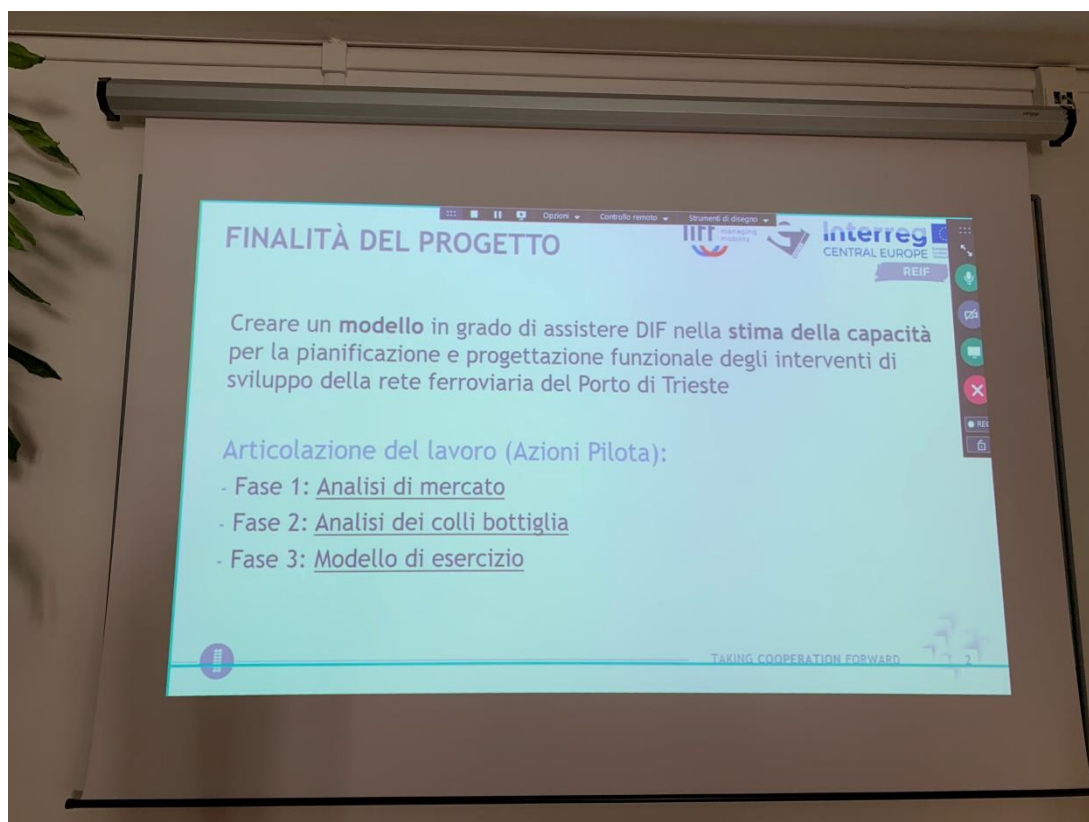 Opzioni Controllo remoto Strumenti di disegno
FINALITÀ DEL PROGETTO
managing
mobility
Interreg
CENTRAL EUROPE
REIF
Creare un modello in grado di assistere DIF nella stima della capacità
per la pianificazione e progettazione funzionale degli interventi di
sviluppo della rete ferroviaria del Porto di Trieste
Articolazione del lavoro (Azioni Pilota):
- Fase 1: Analisi di mercato
- Fase 2: Analisi dei colli bottiglia
- Fase 3: Modello di esercizio
TAKING COOPERATION FORWARD 2